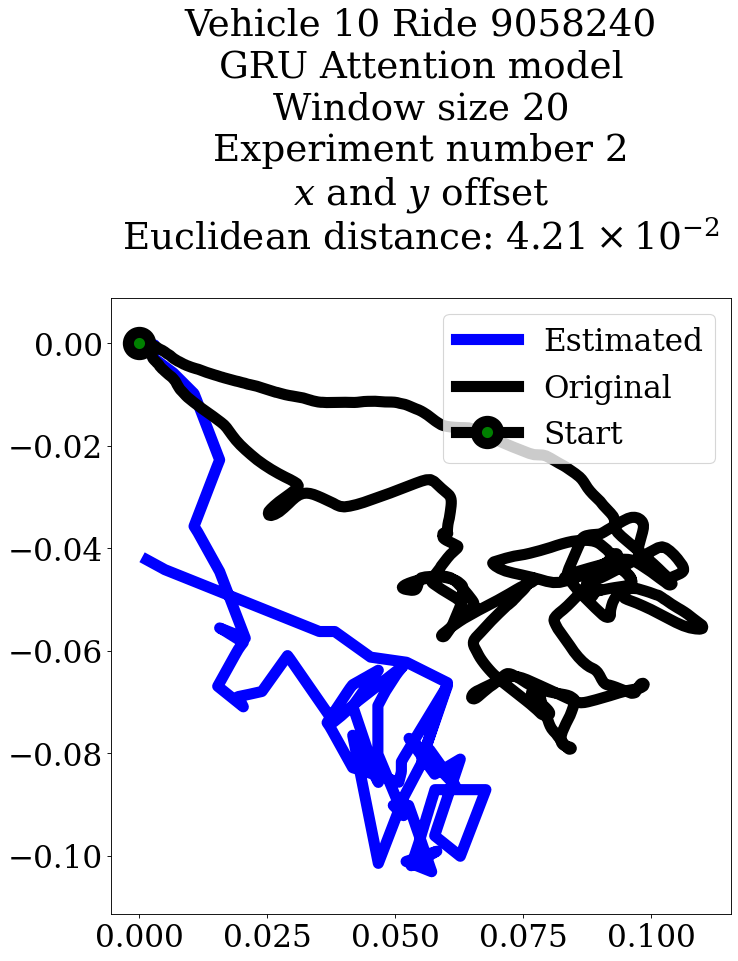 Vehicle 10 Ride 9058240
GRU Attention model
Window size 20
Experiment number 2
x and y offset
Euclidean distance: 4.21 × 10⁻²
Estimated
Original
Start
0.00
−0.02
−0.04
−0.06
−0.08
−0.10
0.000 0.025 0.050 0.075 0.100